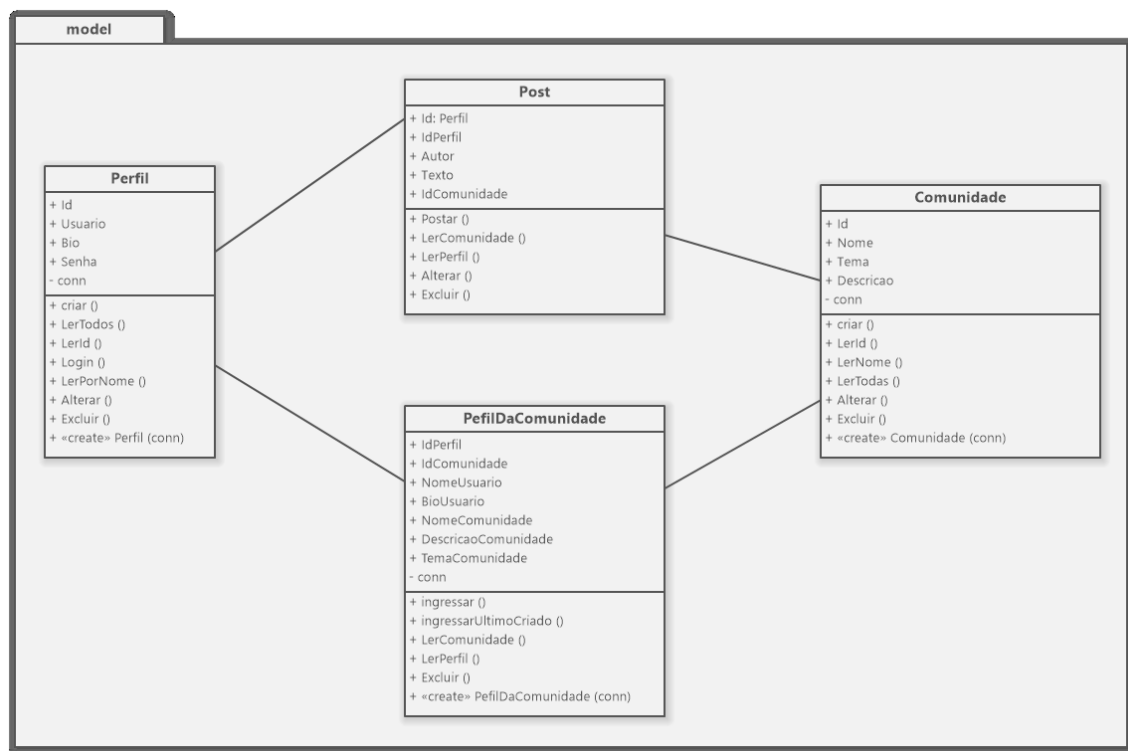 model
Post
+ Id: Perfil
+ IdPerfil
+ Autor
+ Texto
+ IdComunidade
+ Postar ()
+ LerComunidade ()
+ LerPerfil ()
+ Alterar ()
+ Excluir ()
Perfil
+ Id
+ Usuario
+ Bio
+ Senha
- conn
+ criar ()
+ LerTodos ()
+ LerId ()
+ Login ()
+ LerPorNome ()
+ Alterar ()
+ Excluir ()
+ «create» Perfil (conn)
Comunidade
+ Id
+ Nome
+ Tema
+ Descricao
- conn
+ criar ()
+ LerId ()
+ LerNome ()
+ LerTodas ()
+ Alterar ()
+ Excluir ()
+ «create» Comunidade (conn)
PefilDaComunidade
+ IdPerfil
+ IdComunidade
+ NomeUsuario
+ BioUsuario
+ NomeComunidade
+ DescricaoComunidade
+ TemaComunidade
- conn
+ ingressar ()
+ ingressarUltimoCriado ()
+ LerComunidade ()
+ LerPerfil ()
+ Excluir ()
+ «create» PefilDaComunidade (conn)